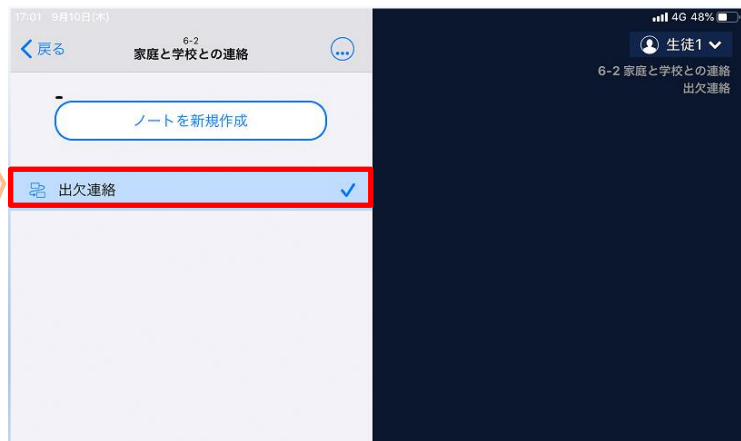 17:01 9月10日(木)
4G 48%
戻る
6-2
家庭と学校との連絡
生徒1
6-2 家庭と学校との連絡
出欠連絡
ノートを新規作成
出欠連絡